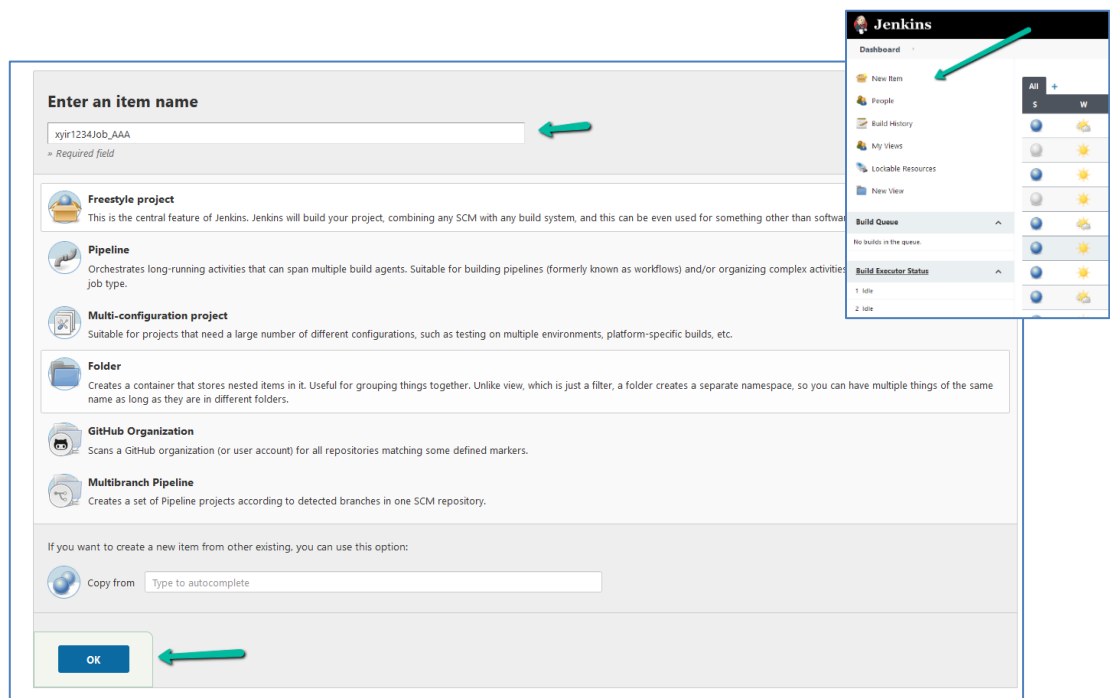 Jenkins
Dashboard
New Item
People
Build History
My Views
Lockable Resources
New View
Build Queue
No builds in the queue.
Build Executor Status
1 Idle
2 Idle
All +
S W
Enter an item name
xyir1234Job_AAA
» Required field
Freestyle project
This is the central feature of Jenkins. Jenkins will build your project, combining any SCM with any build system, and this can be even used for something other than softwar
Pipeline
Orchestrates long-running activities that can span multiple build agents. Suitable for building pipelines (formerly known as workflows) and/or organizing complex activities
job type.
Multi-configuration project
Suitable for projects that need a large number of different configurations, such as testing on multiple environments, platform-specific builds, etc.
Folder
Creates a container that stores nested items in it. Useful for grouping things together. Unlike view, which is just a filter, a folder creates a separate namespace, so you can have multiple things of the same
name as long as they are in different folders.
GitHub Organization
Scans a GitHub organization (or user account) for all repositories matching some defined markers.
Multibranch Pipeline
Creates a set of Pipeline projects according to detected branches in one SCM repository.
If you want to create a new item from other existing, you can use this option:
Copy from Type to autocomplete
OK